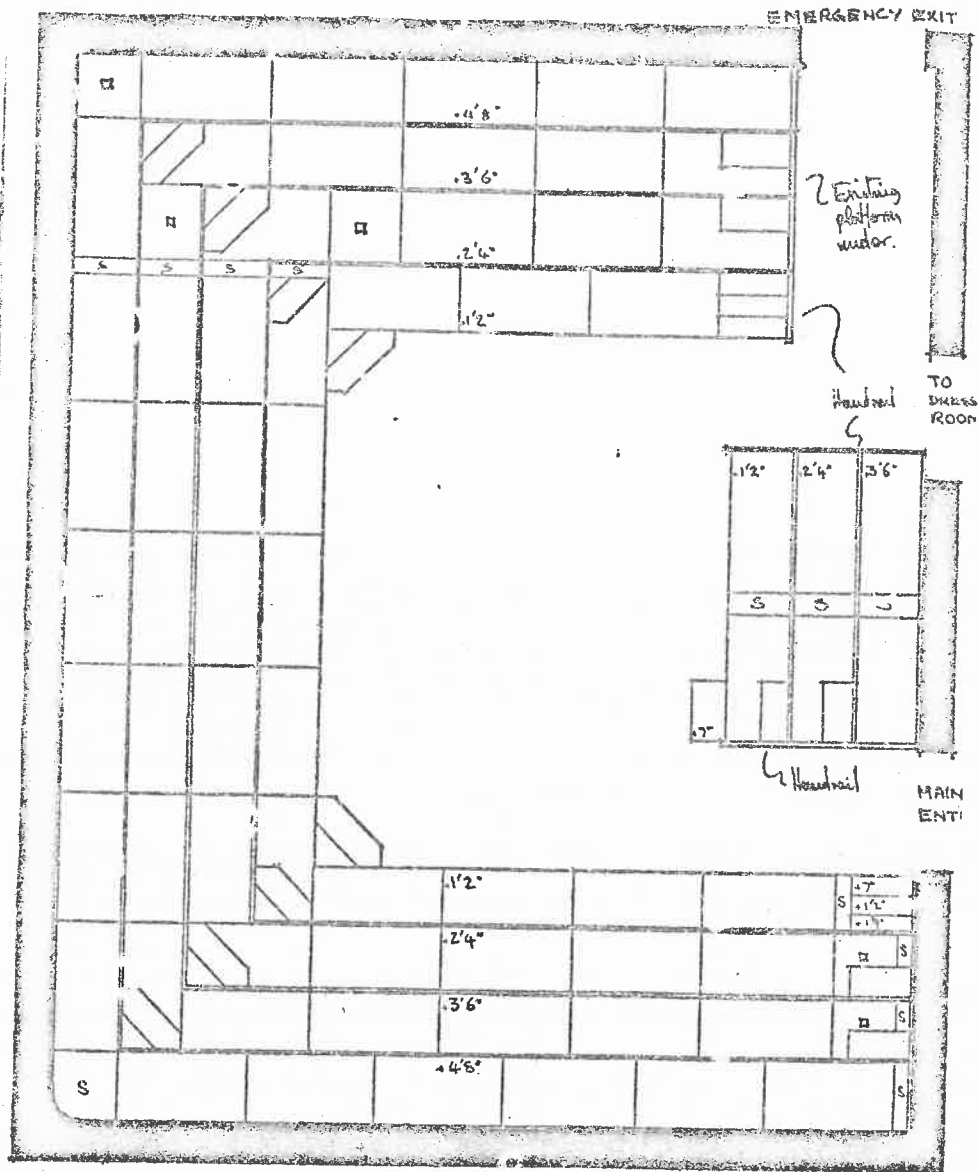 EMERGENCY EXIT
+4'8"
+3'6"
Existing
platform
under.
+2'4"
S S S S
+1'2"
Handrail
TO
DRESS
ROOM
+1'2" +2'4" +3'6"
S S S
+7"
Handrail
MAIN
ENT
+1'2"
S
+7"
+1'2"
+2'4"
S
+3'6"
S
+4'8"
S
S